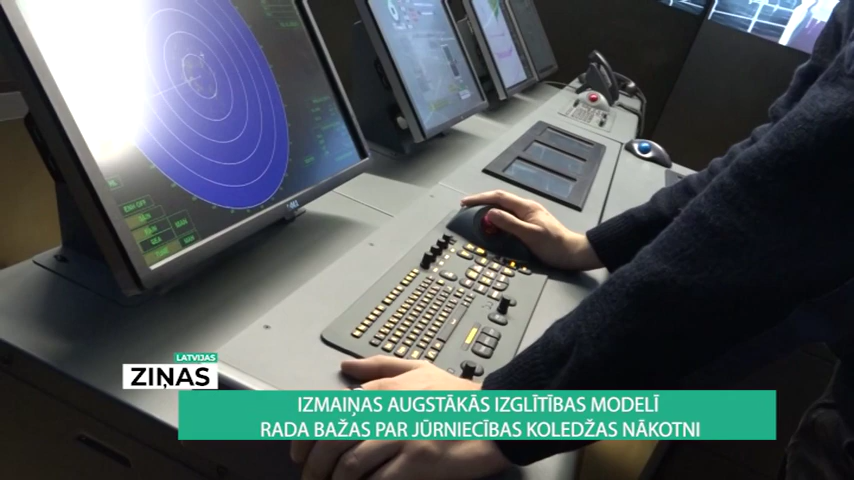 LATVIJAS
ZIŅAS
IZMAIŅAS AUGSTĀKĀS IZGLĪTĪBAS MODELĪ
RADA BAŽAS PAR JŪRNIECĪBAS KOLEDŽAS NĀKOTNI